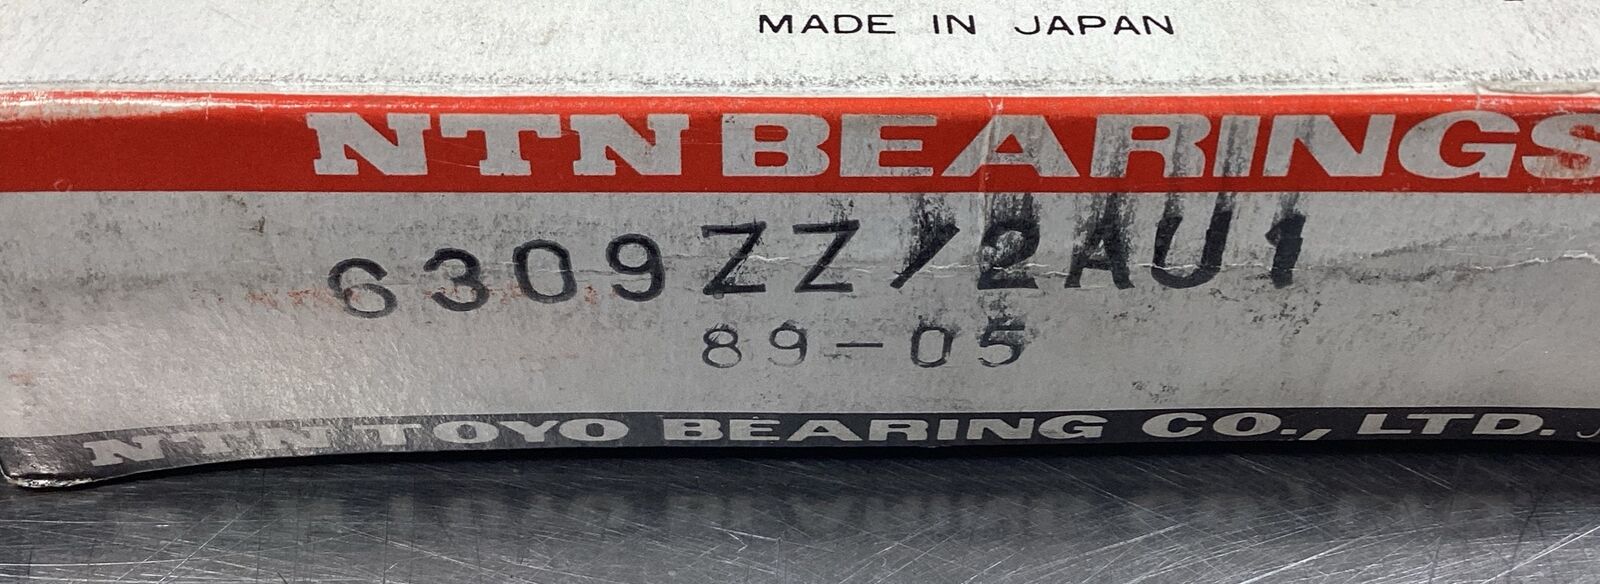 MADE IN JAPAN
NTN BEARINGS
6309ZZ/2AU1
89-05
NTN TOYO BEARING CO., LTD.